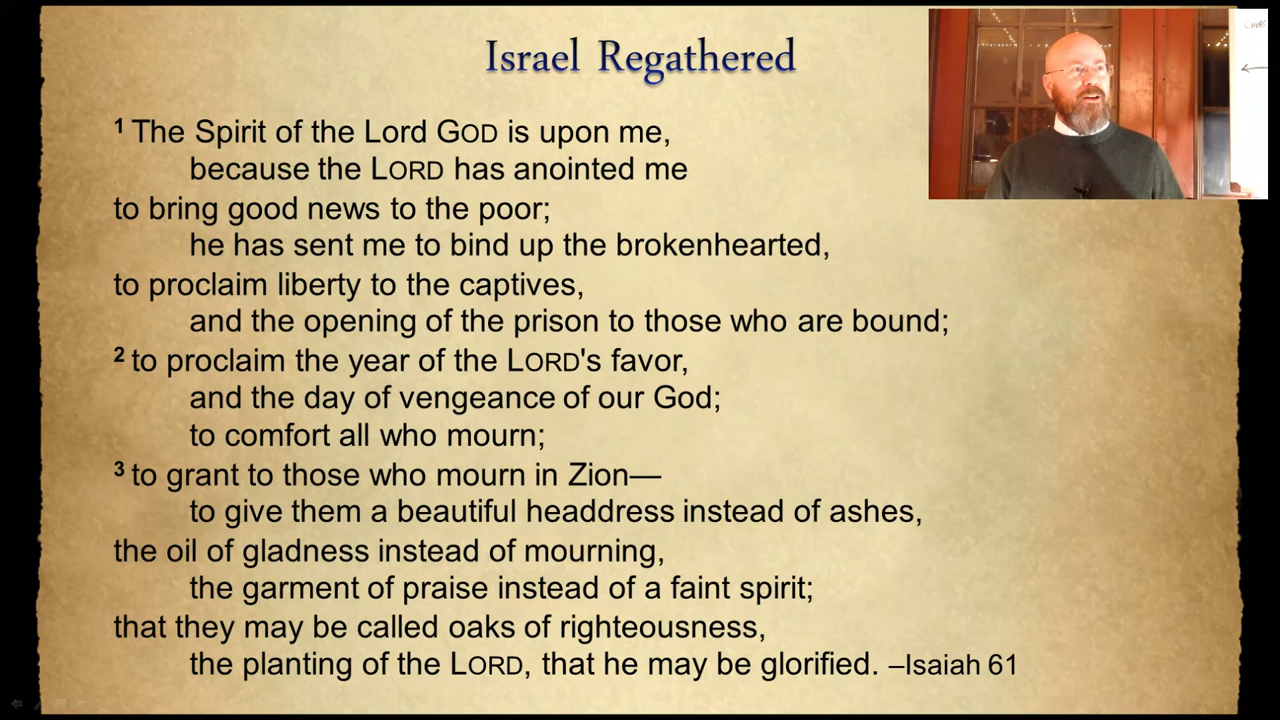 Israel Regathered
1 The Spirit of the Lord GOD is upon me,
because the LORD has anointed me
to bring good news to the poor;
he has sent me to bind up the brokenhearted,
to proclaim liberty to the captives,
and the opening of the prison to those who are bound;
2 to proclaim the year of the LORD's favor,
and the day of vengeance of our God;
to comfort all who mourn;
3 to grant to those who mourn in Zion—
to give them a beautiful headdress instead of ashes,
the oil of gladness instead of mourning,
the garment of praise instead of a faint spirit;
that they may be called oaks of righteousness,
the planting of the LORD, that he may be glorified. –Isaiah 61